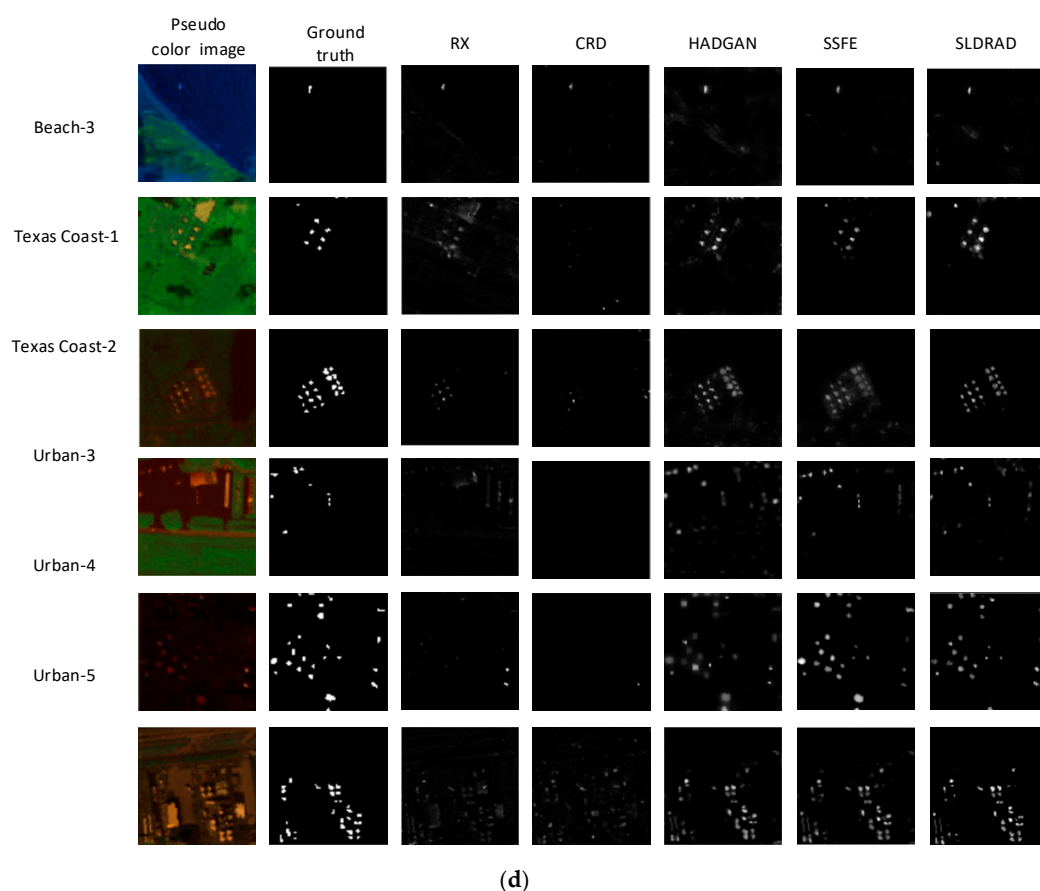 Pseudo
color image
Ground
truth
RX
CRD
HADGAN
SSFE
SLDRAD
Beach-3
Texas Coast-1
Texas Coast-2
Urban-3
Urban-4
Urban-5
(d)